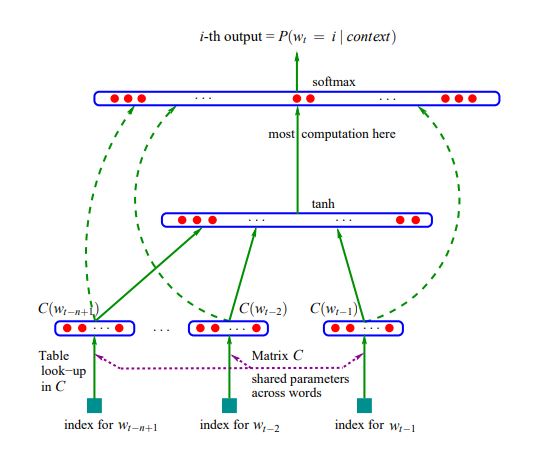 i-th output = P(w_t = i | context)
softmax
. . . . . .
most computation here
tanh
. . . . . .
C(w_{t−n+1}) C(w_{t−2}) C(w_{t−1})
. . . . . . . . . . . .
Table Matrix C
look−up shared parameters
in C across words
index for w_{t−n+1} index for w_{t−2} index for w_{t−1}